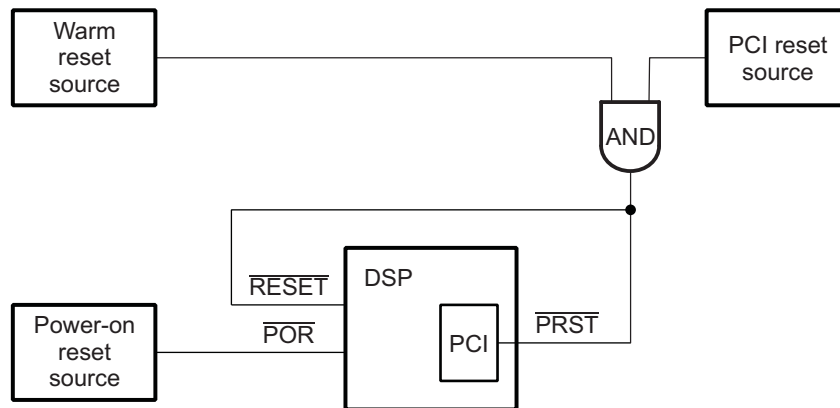 Warm
reset
source
PCI reset
source
AND
RESET
DSP
Power-on
reset
source
POR
PCI
PRST